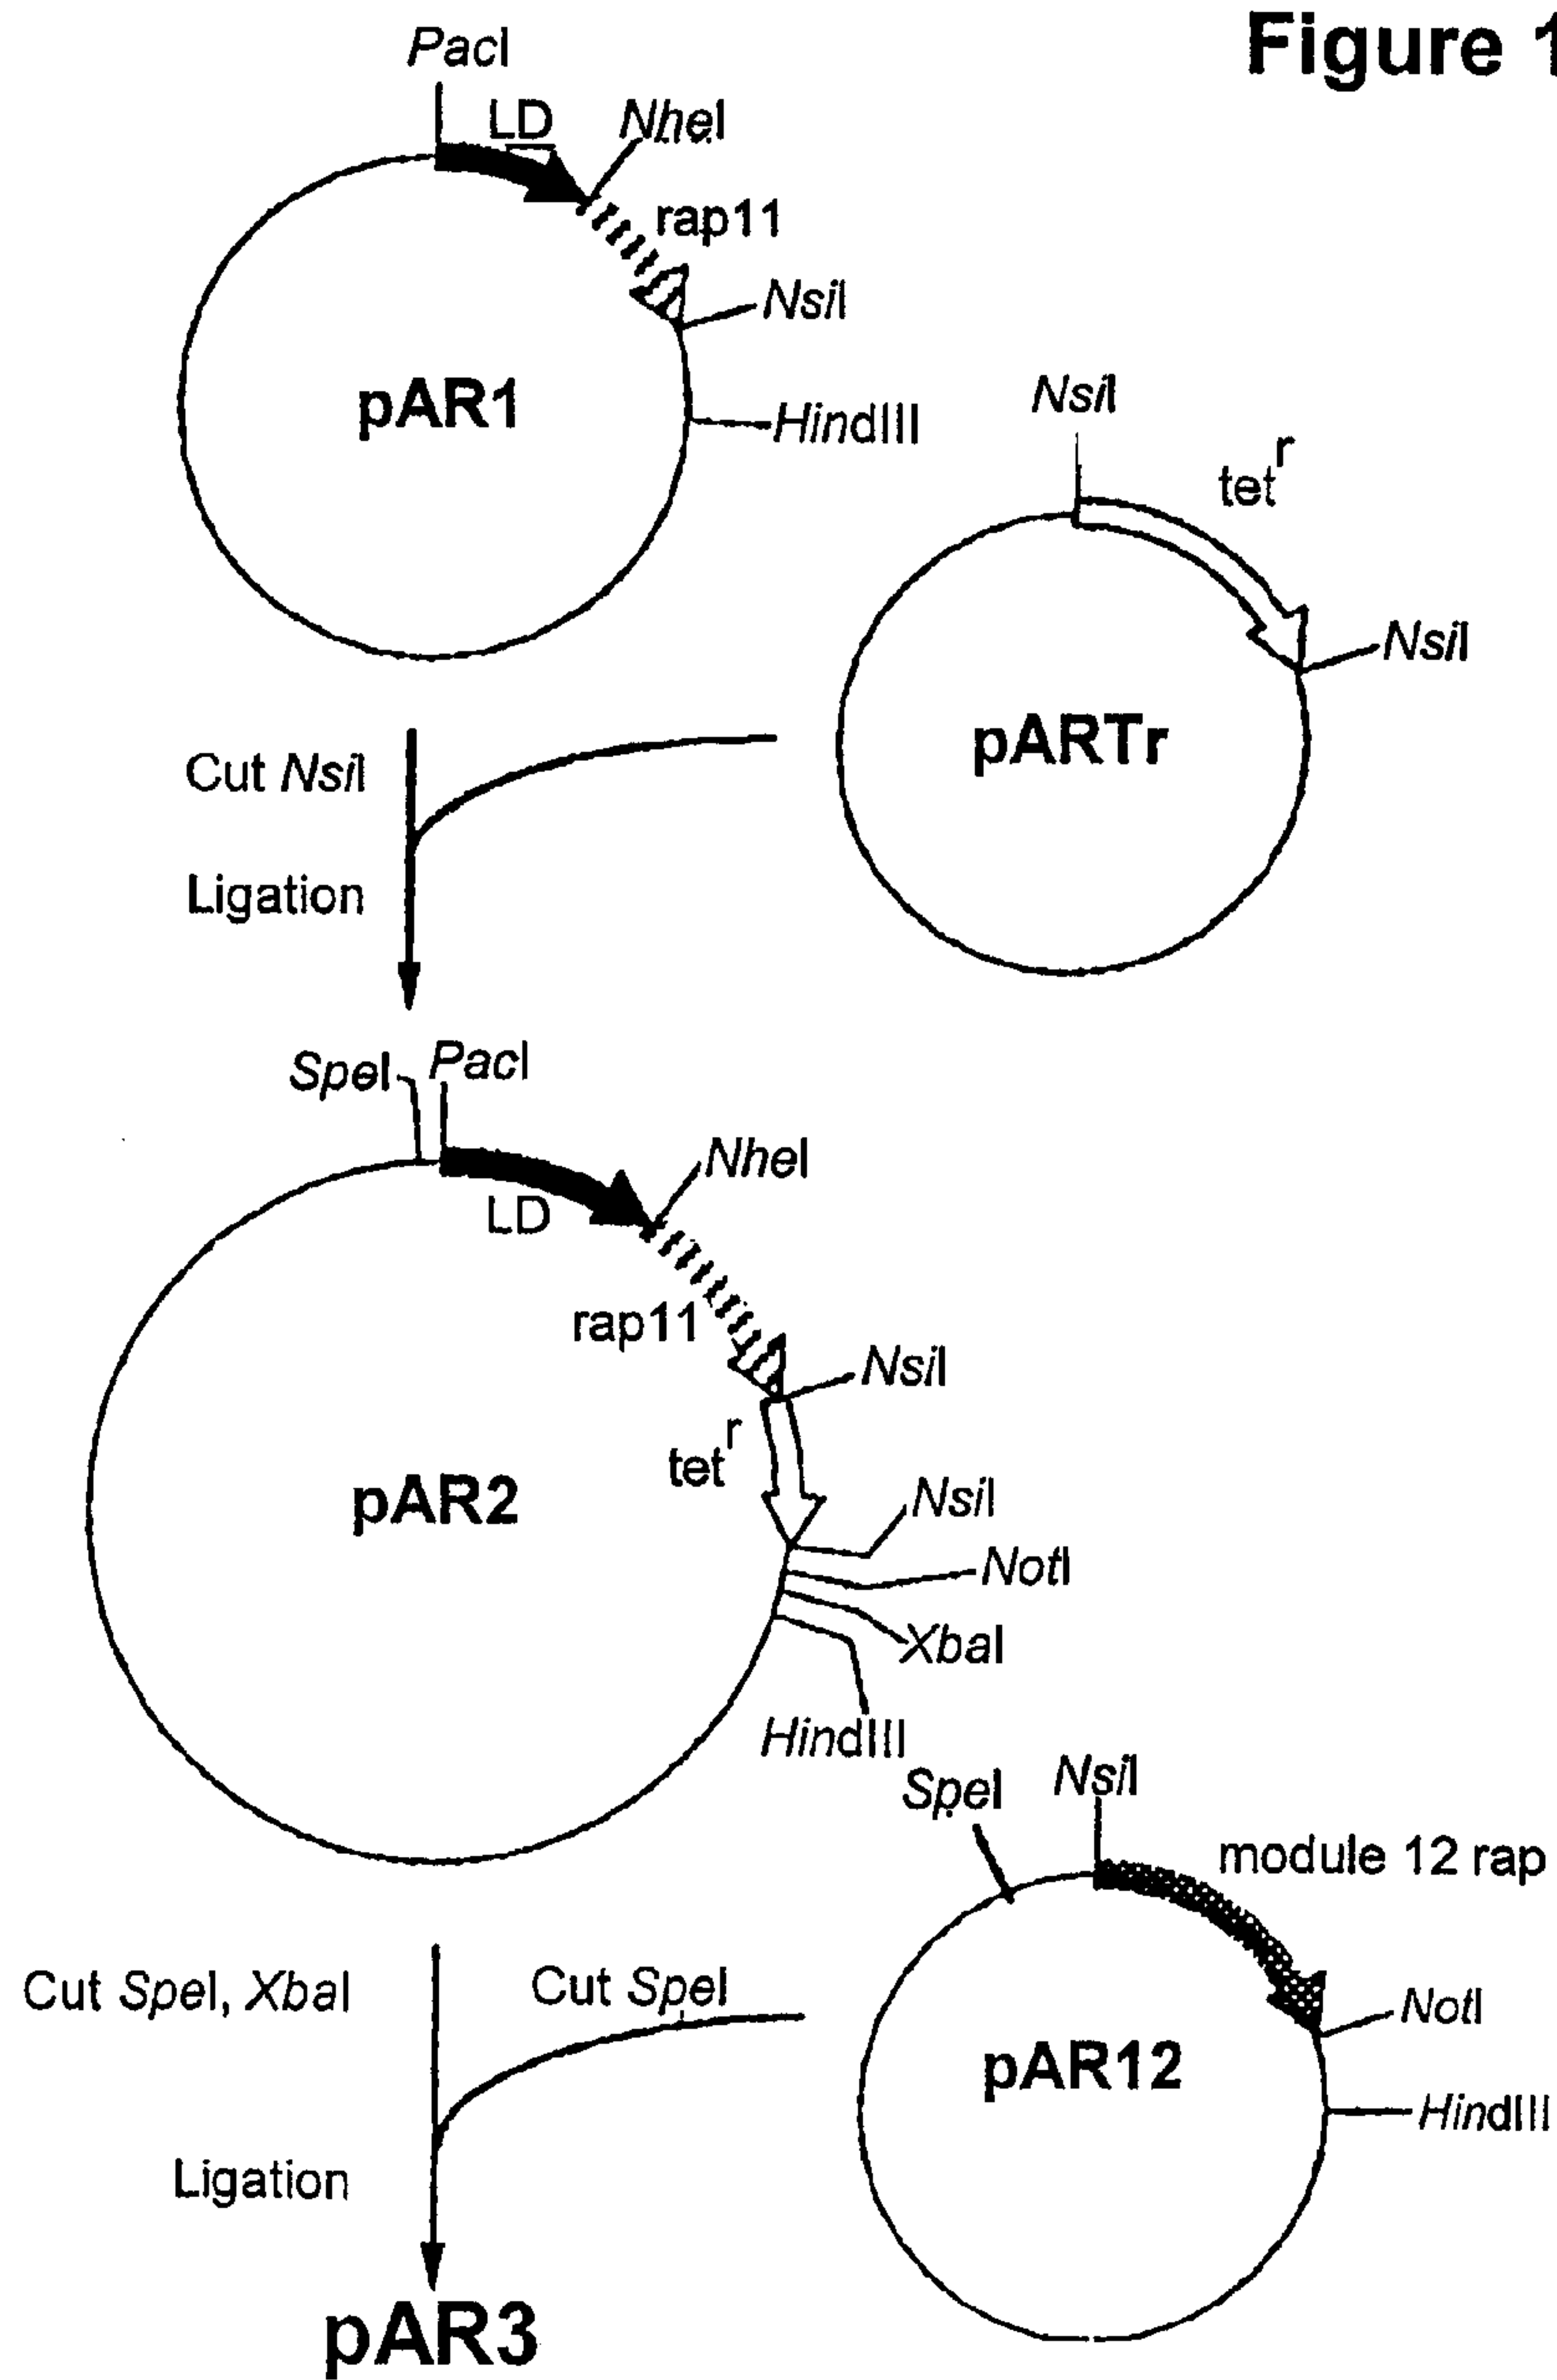 Figure 1
PacI
LD
NheI
rap11
NsiI
pAR1
HindIII
NsiI
tet^r
NsiI
pARTr
Cut NsiI
Ligation
SpeI
PacI
NheI
LD
rap11
NsiI
tet^r
pAR2
NsiI
NotI
XbaI
HindIII
SpeI
NsiI
module 12 rap
Cut SpeI, XbaI
Cut SpeI
NotI
pAR12
HindIII
Ligation
pAR3